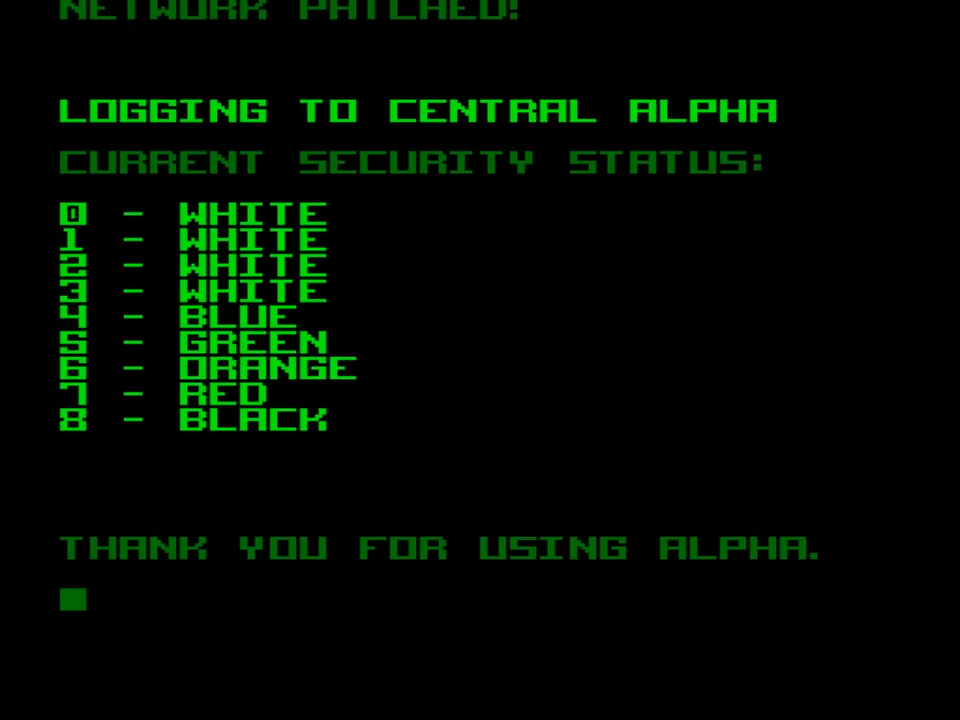 NETWORK PATCHED!
LOGGING TO CENTRAL ALPHA
CURRENT SECURITY STATUS:
0 - WHITE
1 - WHITE
2 - WHITE
3 - WHITE
4 - BLUE
5 - GREEN
6 - ORANGE
7 - RED
8 - BLACK
THANK YOU FOR USING ALPHA.